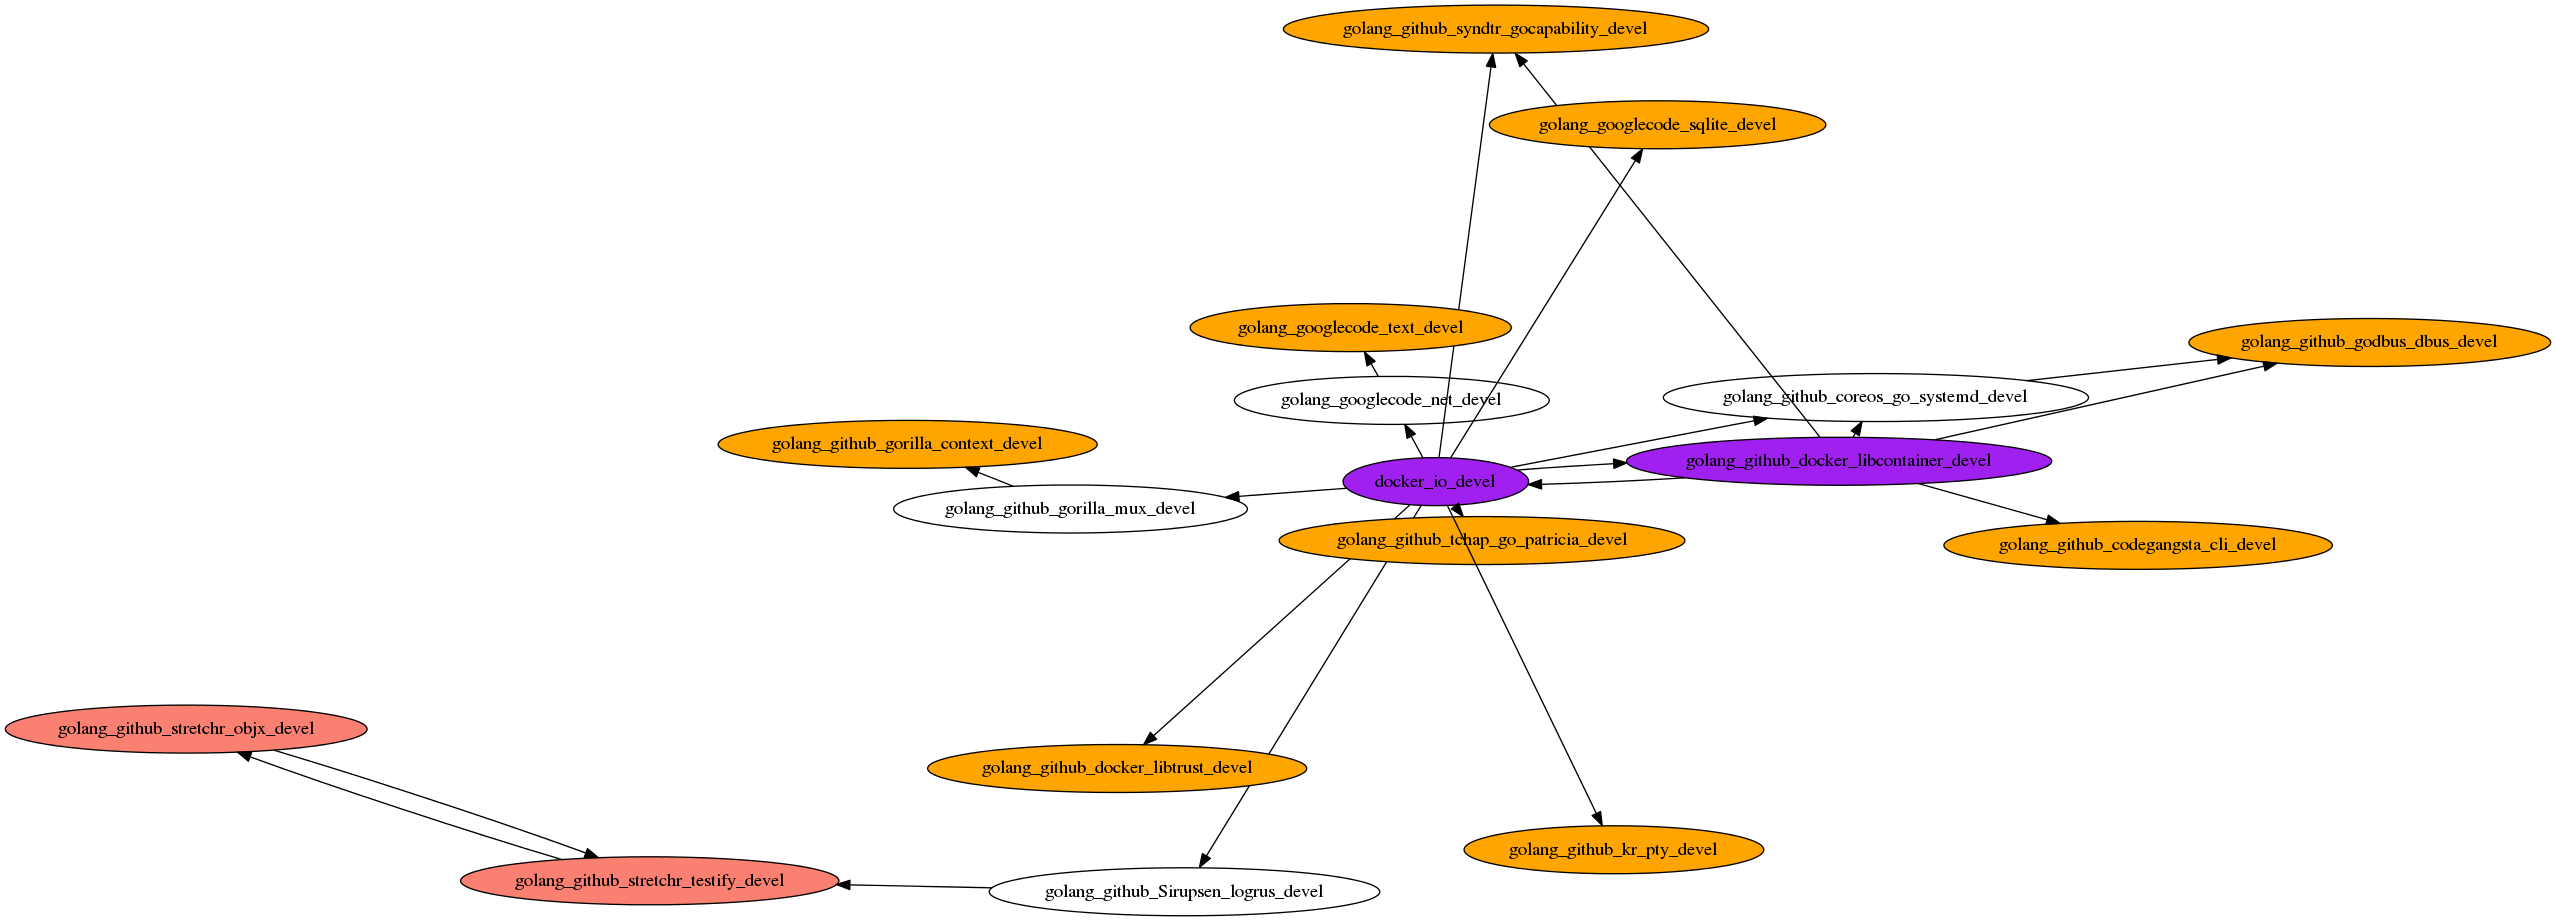 golang_github_syndtr_gocapability_devel
golang_googlecode_sqlite_devel
golang_googlecode_text_devel
golang_github_godbus_dbus_devel
golang_googlecode_net_devel
golang_github_coreos_go_systemd_devel
golang_github_gorilla_context_devel
golang_github_docker_libcontainer_devel
docker_io_devel
golang_github_gorilla_mux_devel
golang_github_tchap_go_patricia_devel
golang_github_codegangsta_cli_devel
golang_github_stretchr_objx_devel
golang_github_docker_libtrust_devel
golang_github_kr_pty_devel
golang_github_stretchr_testify_devel
golang_github_Sirupsen_logrus_devel